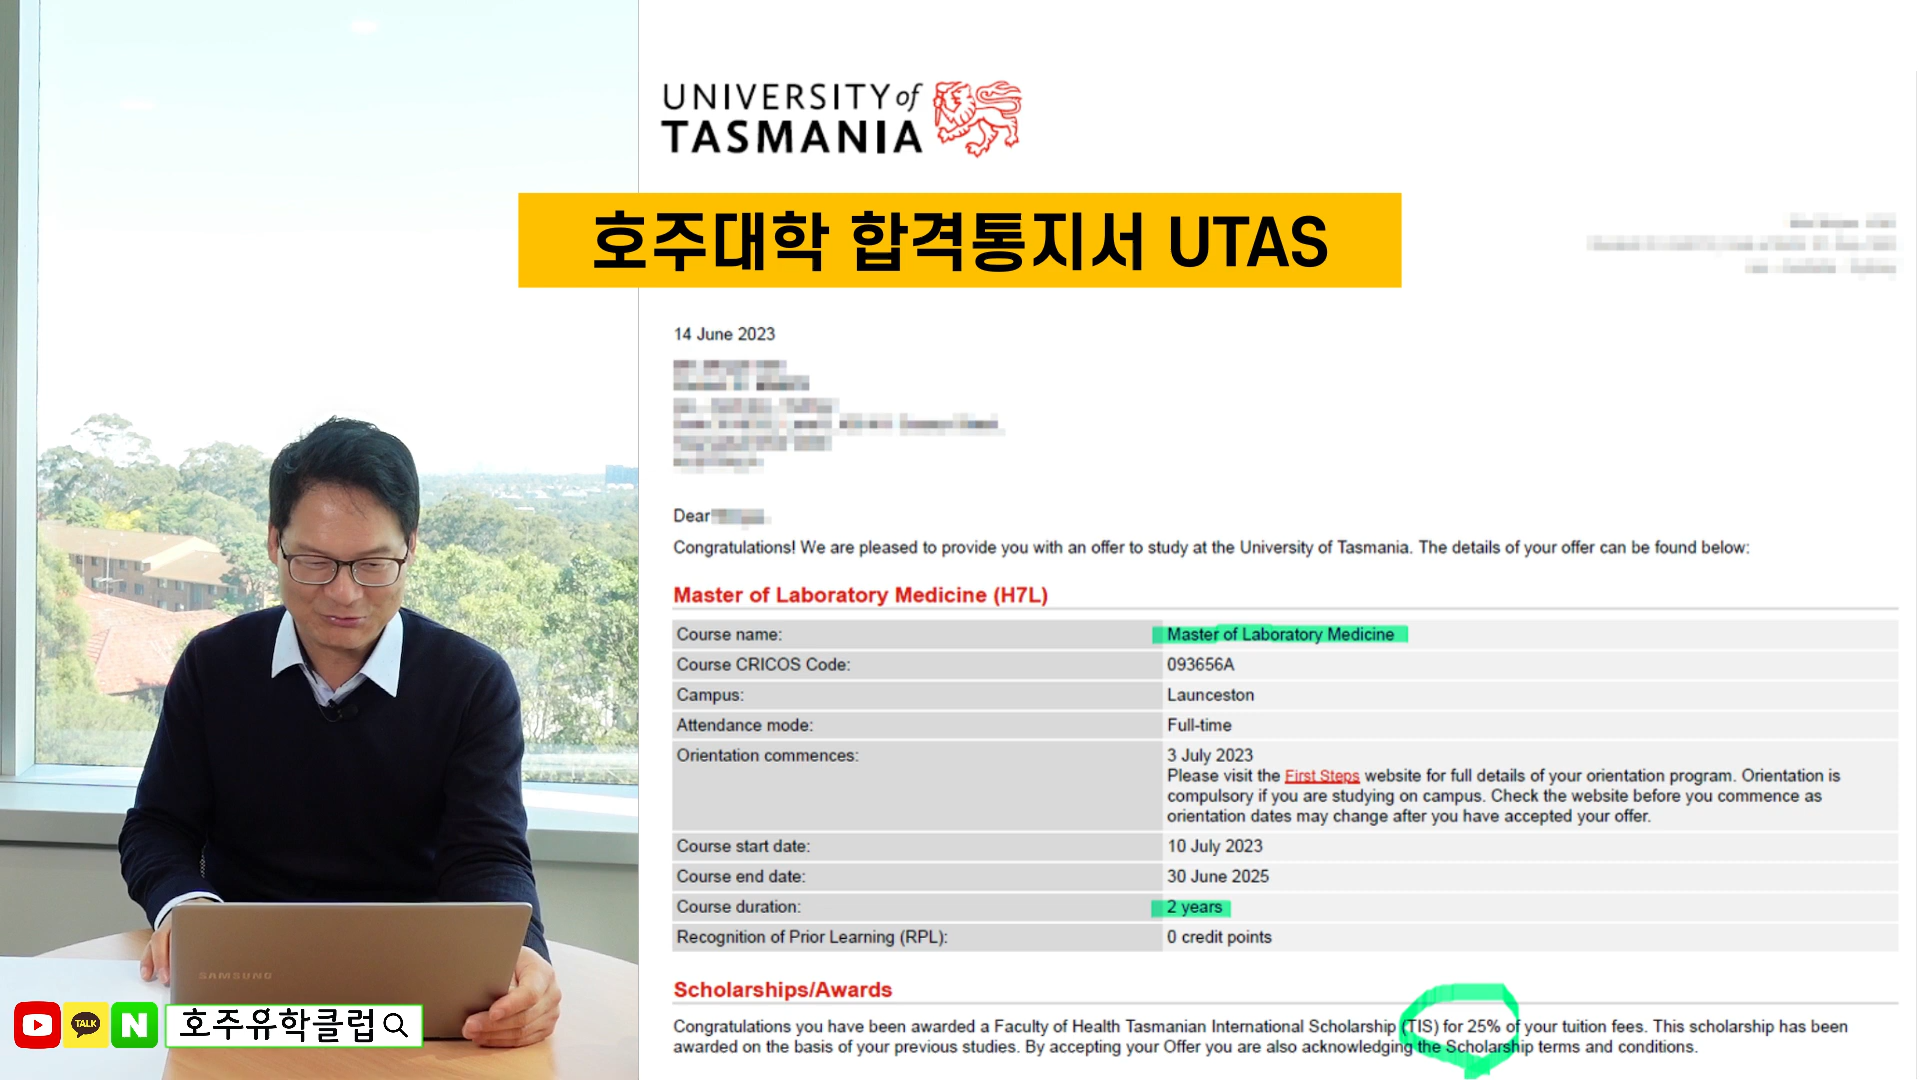 UNIVERSITY of
TASMANIA
호주대학 합격통지서 UTAS
14 June 2023
Dear
Congratulations! We are pleased to provide you with an offer to study at the University of Tasmania. The details of your offer can be found below:
Master of Laboratory Medicine (H7L)
Course name: Master of Laboratory Medicine
Course CRICOS Code: 093656A
Campus: Launceston
Attendance mode: Full-time
Orientation commences: 3 July 2023
Please visit the First Steps website for full details of your orientation program. Orientation is
compulsory if you are studying on campus. Check the website before you commence as
orientation dates may change after you have accepted your offer.
Course start date: 10 July 2023
Course end date: 30 June 2025
Course duration: 2 years
Recognition of Prior Learning (RPL): 0 credit points
Scholarships/Awards
Congratulations you have been awarded a Faculty of Health Tasmanian International Scholarship (TIS) for 25% of your tuition fees. This scholarship has been
awarded on the basis of your previous studies. By accepting your Offer you are also acknowledging the Scholarship terms and conditions.
SAMSUNG
TALK
N
호주유학클럽